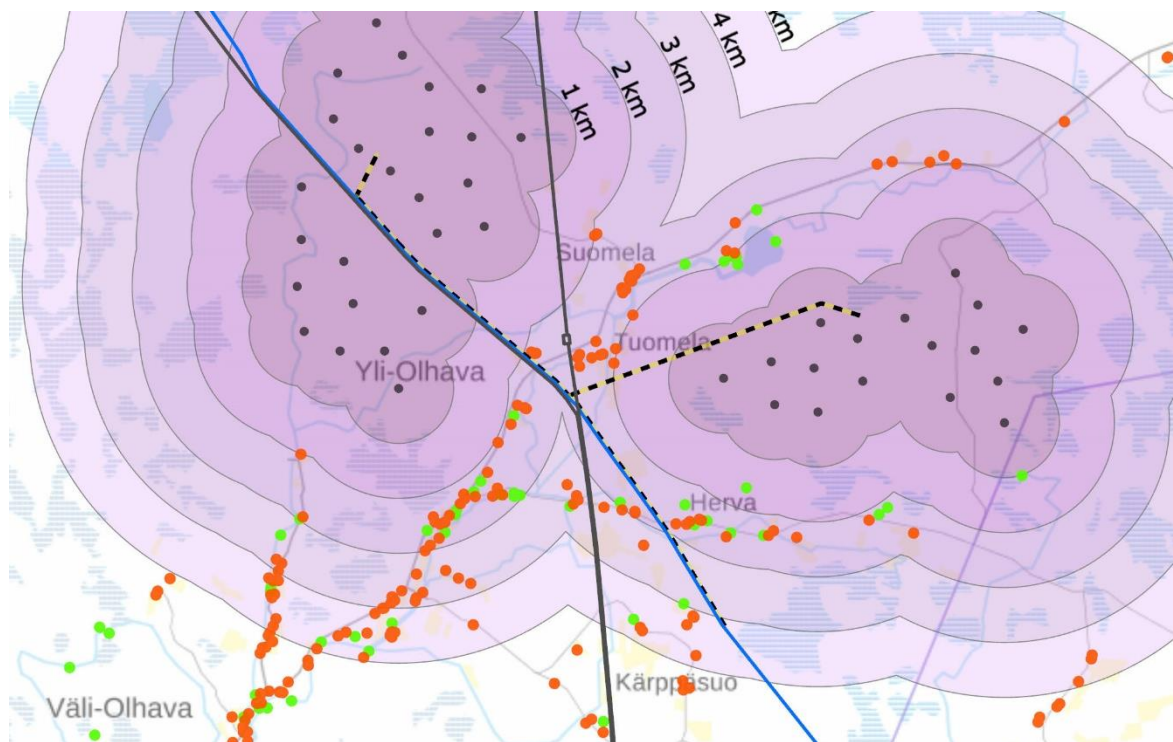 km
4 km
3 km
2 km
1 km
Suomela
Tuomela
Yli-Olhava
Herva
Kärppäsuo
Väli-Olhava